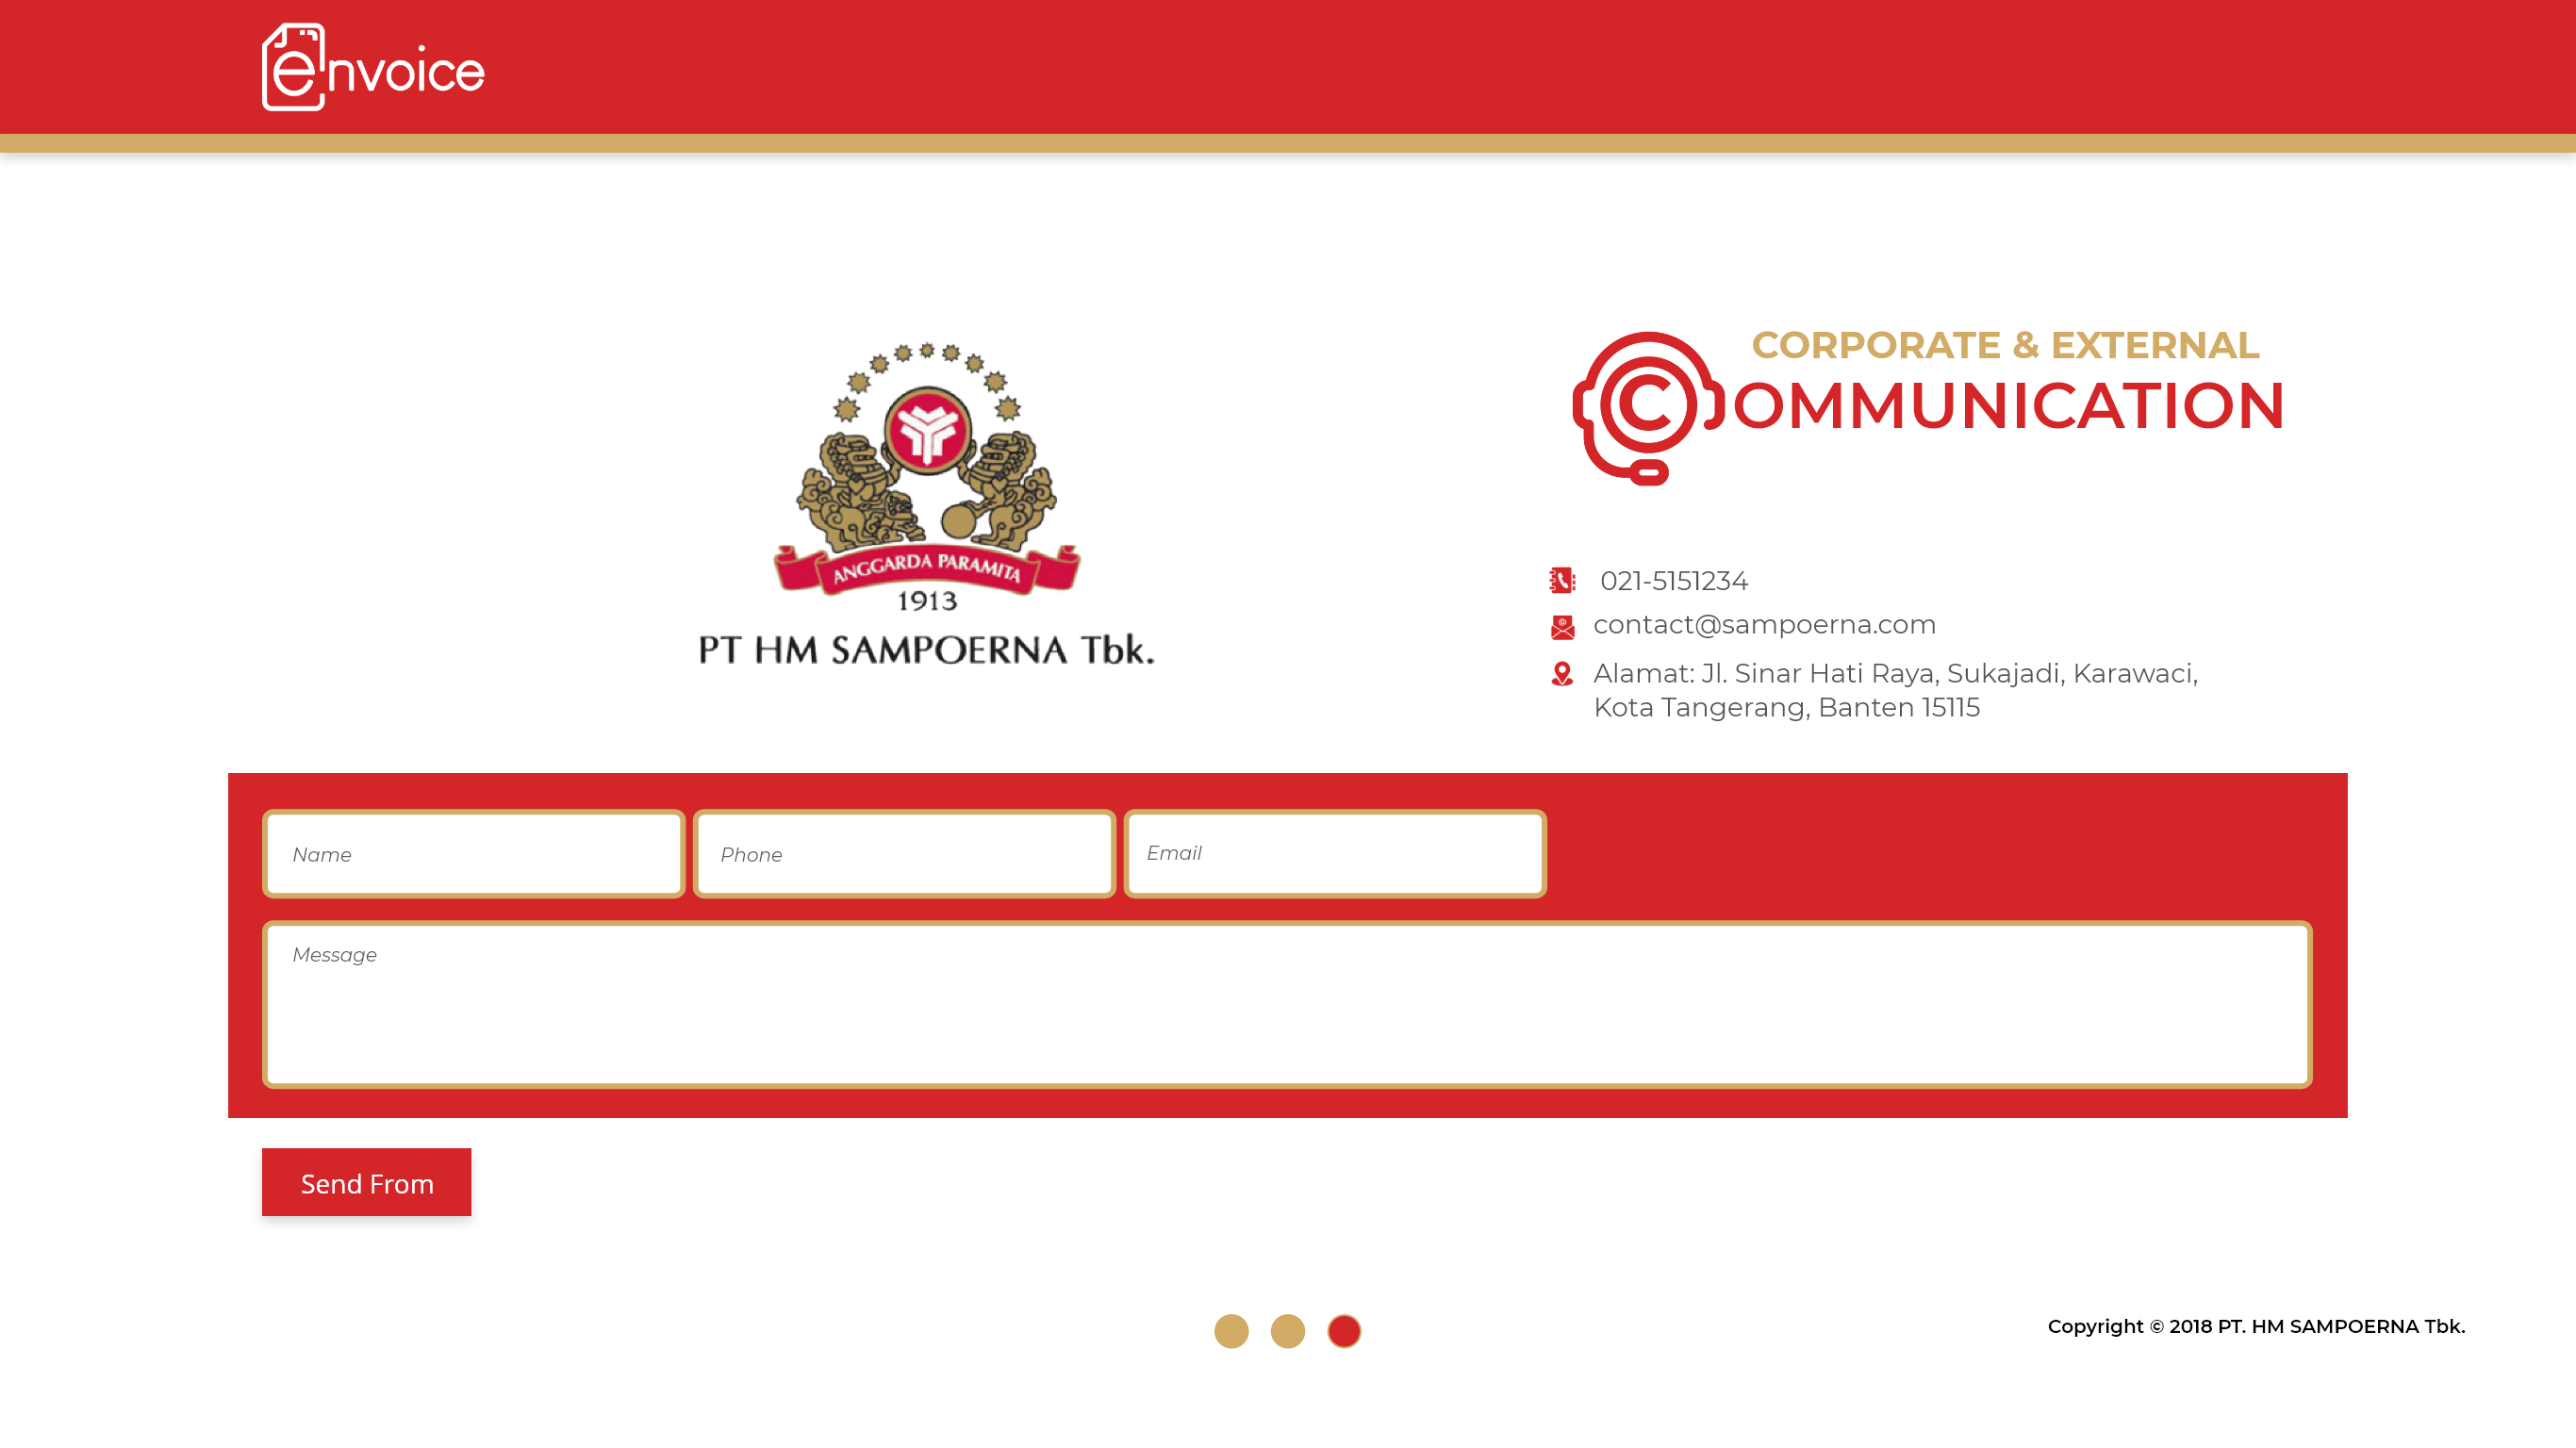 envoice
CORPORATE & EXTERNAL
COMMUNICATION
ANGGARDA PARAMITA
1913
PT HM SAMPOERNA Tbk.
021-5151234
contact@sampoerna.com
Alamat: Jl. Sinar Hati Raya, Sukajadi, Karawaci,
Kota Tangerang, Banten 15115
Name
Phone
Email
Message
Send From
Copyright © 2018 PT. HM SAMPOERNA Tbk.